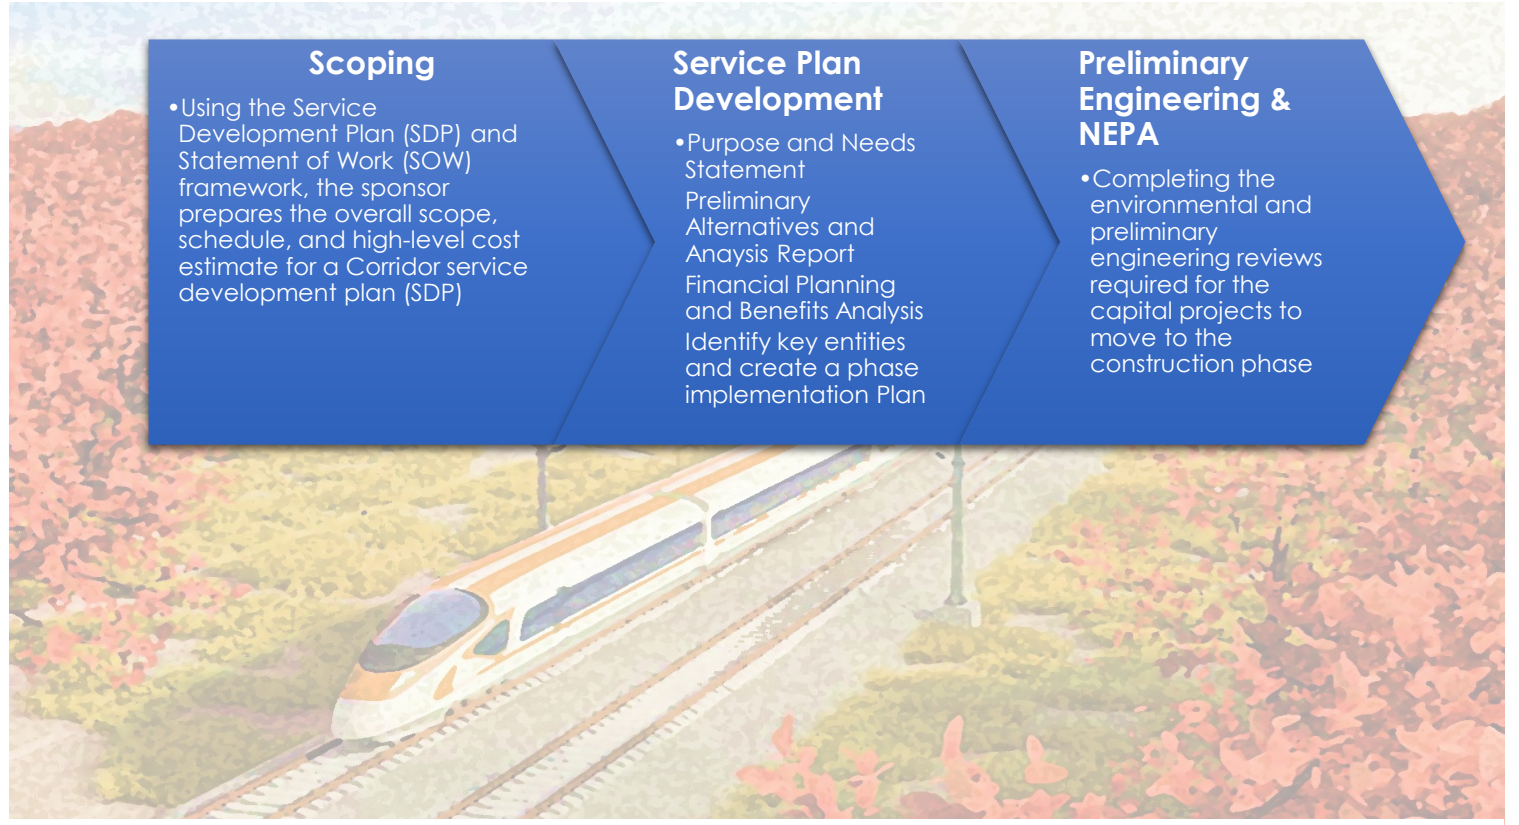 Scoping
•Using the Service
Development Plan (SDP) and
Statement of Work (SOW)
framework, the sponsor
prepares the overall scope,
schedule, and high-level cost
estimate for a Corridor service
development plan (SDP)
Service Plan
Development
•Purpose and Needs
Statement
Preliminary
Alternatives and
Anaysis Report
Financial Planning
and Benefits Analysis
Identify key entities
and create a phase
implementation Plan
Preliminary
Engineering &
NEPA
•Completing the
environmental and
preliminary
engineering reviews
required for the
capital projects to
move to the
construction phase